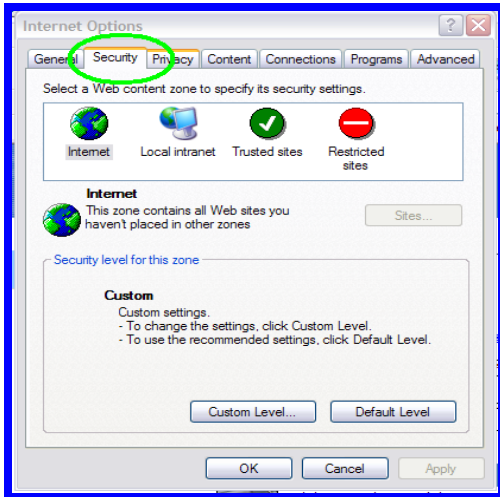 Internet Options
General Security Privacy Content Connections Programs Advanced
Select a Web content zone to specify its security settings.
Internet Local intranet Trusted sites Restricted
sites
Internet
This zone contains all Web sites you
haven't placed in other zones
Sites...
Security level for this zone
Custom
Custom settings.
- To change the settings, click Custom Level.
- To use the recommended settings, click Default Level.
Custom Level... Default Level
OK Cancel Apply